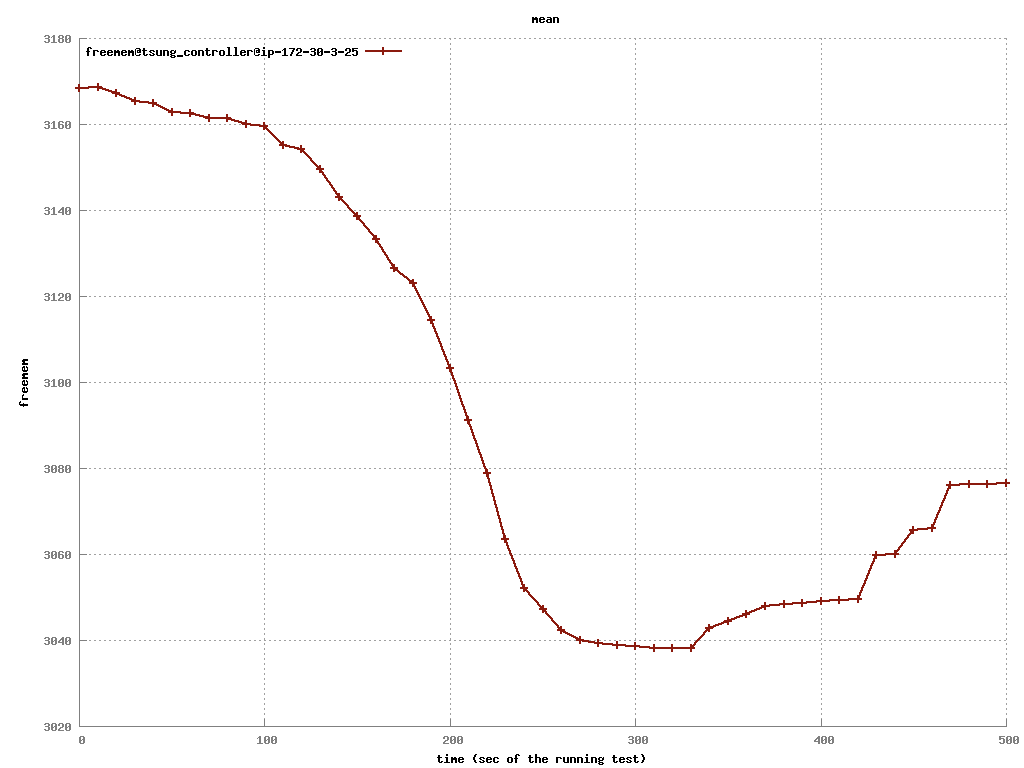 mean
3180
freemem@tsung_controller@ip-172-30-3-25
3160
3140
3120
3100
freemem
3080
3060
3040
3020
0 100 200 300 400 500
time (sec of the running test)